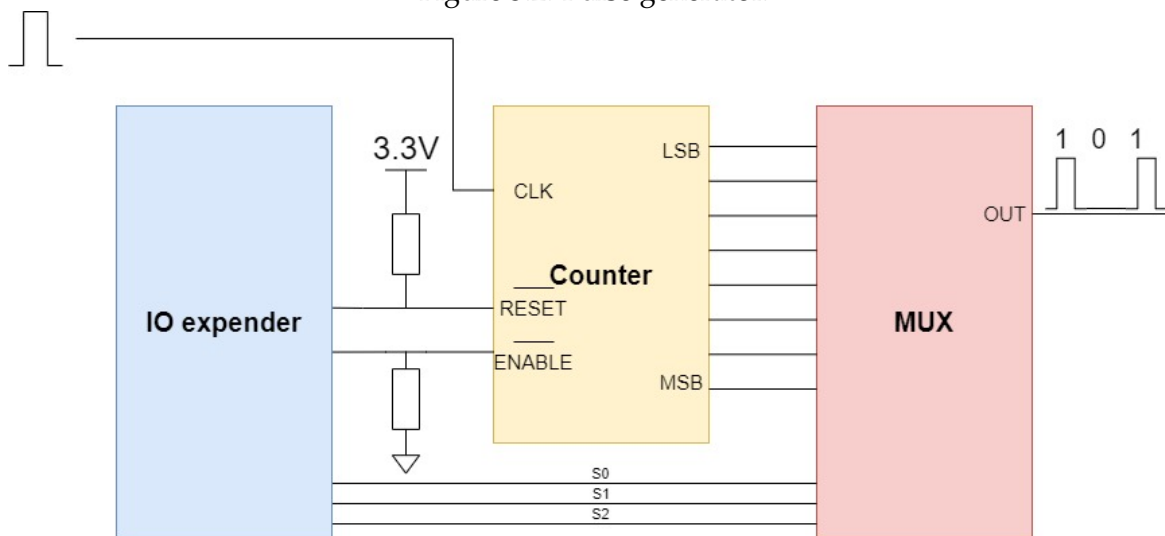 3.3V
1 0 1
LSB
CLK
OUT
Counter
RESET
IO expender
MUX
ENABLE
MSB
S0
S1
S2